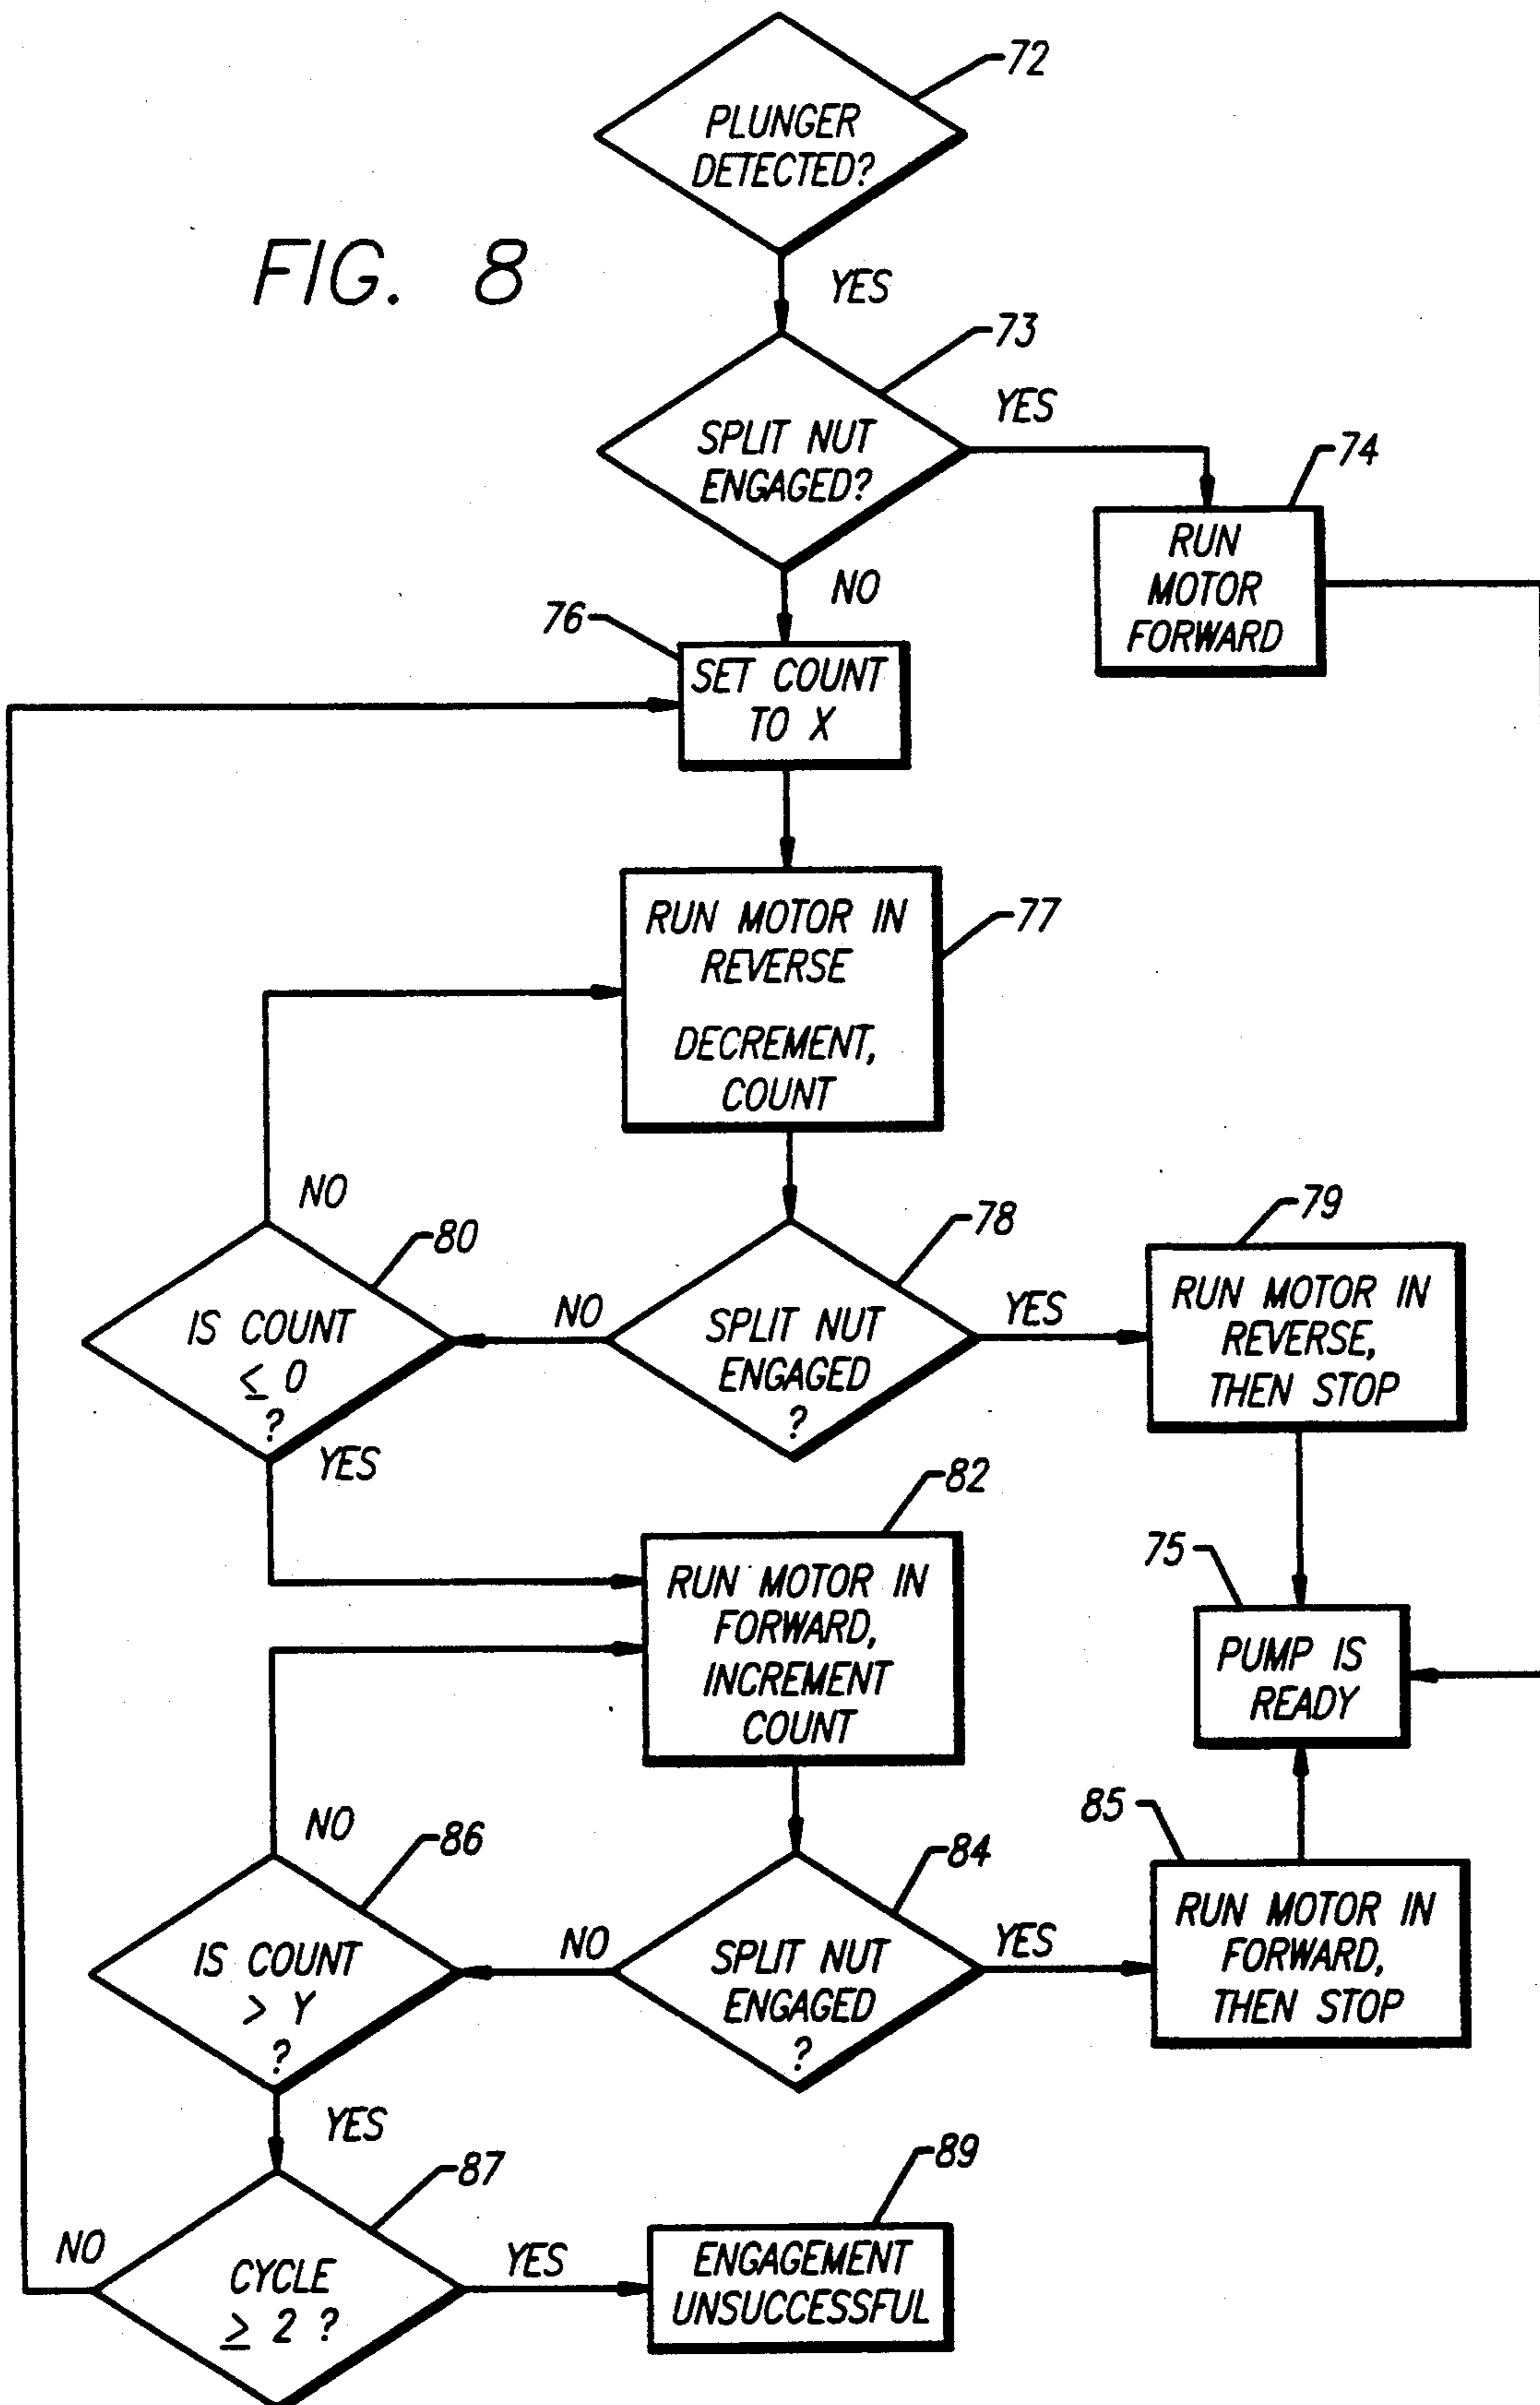 72
PLUNGER
DETECTED?
FIG. 8
YES
73
SPLIT NUT
ENGAGED?
YES
74
RUN
MOTOR
FORWARD
NO
76
SET COUNT
TO X
77
RUN MOTOR IN
REVERSE
DECREMENT,
COUNT
NO
80
IS COUNT
≤ 0
?
NO
78
SPLIT NUT
ENGAGED
?
YES
79
RUN MOTOR IN
REVERSE,
THEN STOP
YES
82
RUN MOTOR IN
FORWARD,
INCREMENT
COUNT
75
PUMP IS
READY
NO
86
IS COUNT
> Y
?
NO
84
SPLIT NUT
ENGAGED
?
YES
85
RUN MOTOR IN
FORWARD,
THEN STOP
YES
87
NO
CYCLE
≥ 2 ?
YES
89
ENGAGEMENT
UNSUCCESSFUL